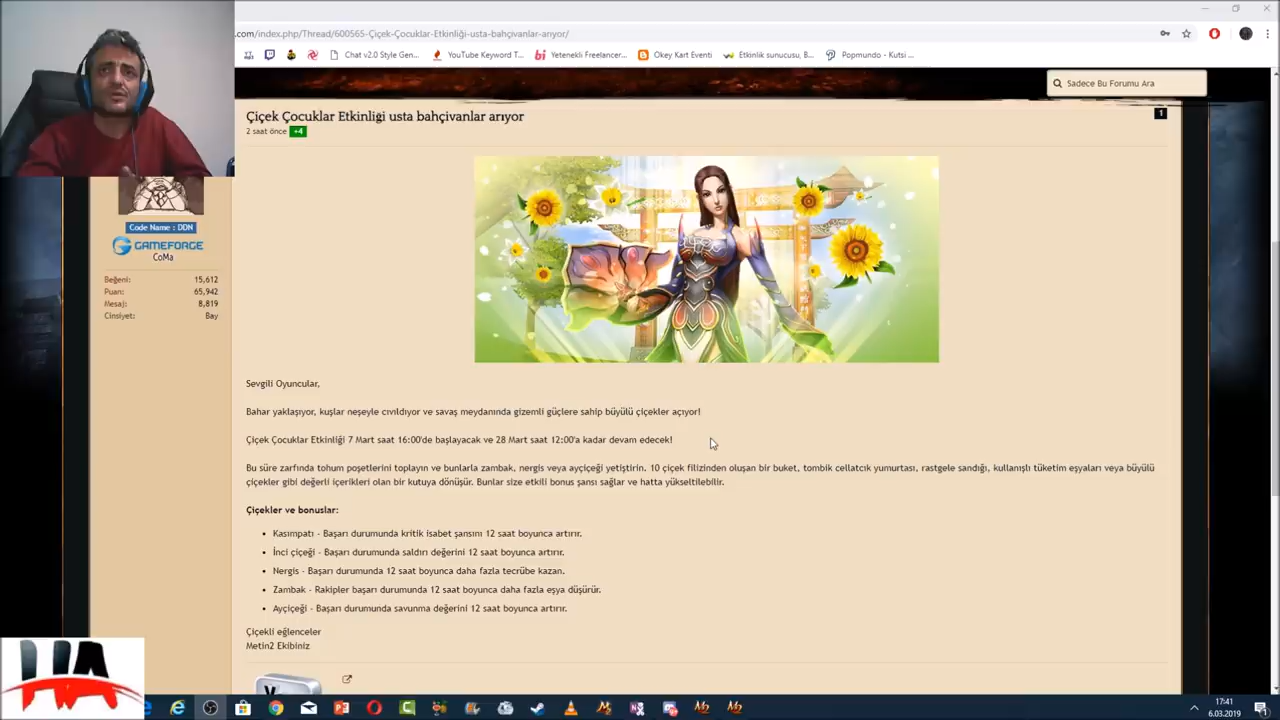 .com/index.php/Thread/600565-Çiçek-Çocuklar-Etkinliği-usta-bahçivanlar-arıyor/
Chat v2.0 Style Gen...
YouTube Keyword T...
Yetenekli Freelancer...
Okey Kart Eventi
Etkinlik sunucusu, B...
Popmundo - Kutsi ...
Sadece Bu Forumu Ara
Çiçek Çocuklar Etkinliği usta bahçivanlar arıyor
1
2 saat önce +4
Code Name : DDN
GAMEFORGE
CoMa
Beğeni: 15,612
Puan: 65,942
Mesaj: 8,819
Cinsiyet: Bay
Sevgili Oyuncular,
Bahar yaklaşıyor, kuşlar neşeyle cıvıldıyor ve savaş meydanında gizemli güçlere sahip büyülü çiçekler açıyor!
Çiçek Çocuklar Etkinliği 7 Mart saat 16:00'de başlayacak ve 28 Mart saat 12:00'a kadar devam edecek!
Bu süre zarfında tohum poşetlerini toplayın ve bunlarla zambak, nergis veya ayçiçeği yetiştirin. 10 çiçek filizinden oluşan bir buket, tombik cellatcık yumurtası, rastgele sandığı, kullanışlı tüketim eşyaları veya büyülü
çiçekler gibi değerli içerikleri olan bir kutuya dönüşür. Bunlar size etkili bonus şansı sağlar ve hatta yükseltilebilir.
Çiçekler ve bonuslar:
• Kasımpatı - Başarı durumunda kritik isabet şansını 12 saat boyunca artırır.
• İnci çiçeği - Başarı durumunda saldırı değerini 12 saat boyunca artırır.
• Nergis - Başarı durumunda 12 saat boyunca daha fazla tecrübe kazan.
• Zambak - Rakipler başarı durumunda 12 saat boyunca daha fazla eşya düşürür.
• Ayçiçeği - Başarı durumunda savunma değerini 12 saat boyunca artırır.
Çiçekli eğlenceler
Metin2 Ekibiniz
17:41
6.03.2019